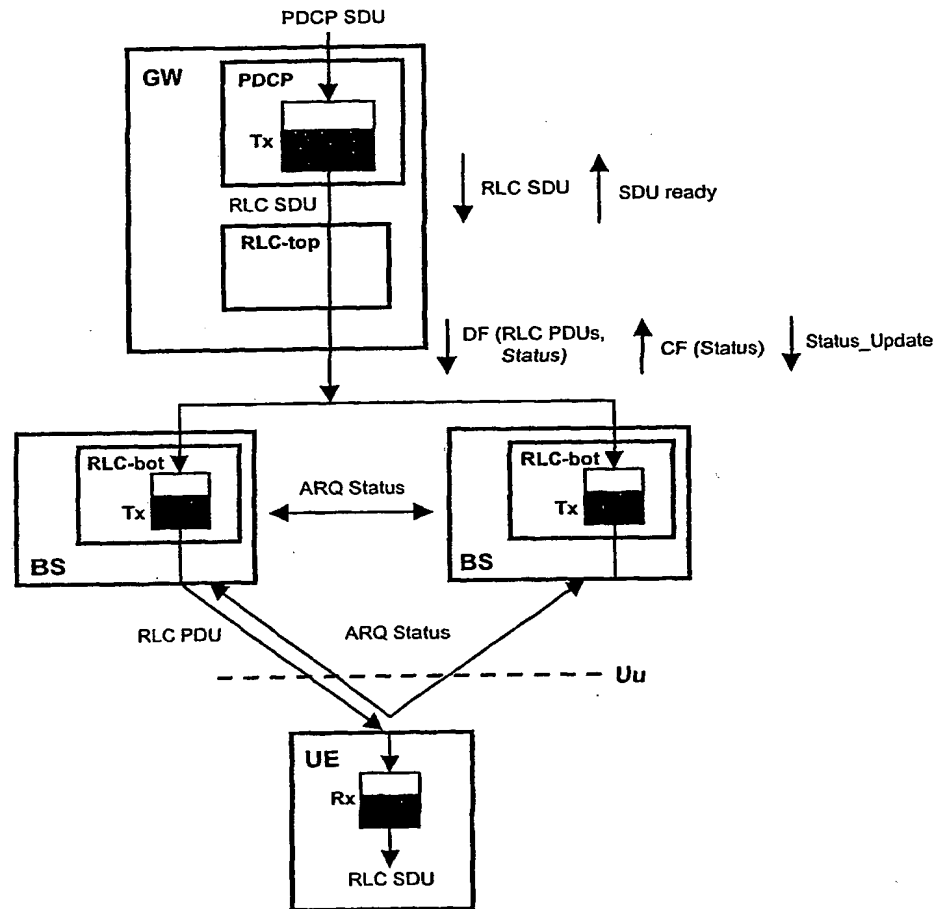 PDCP SDU
GW
PDCP
Tx
RLC SDU
SDU ready
RLC SDU
RLC-top
DF (RLC PDUs,
Status)
CF (Status)
Status_Update
RLC-bot
Tx
BS
ARQ Status
RLC-bot
Tx
BS
RLC PDU
ARQ Status
Uu
UE
Rx
RLC SDU